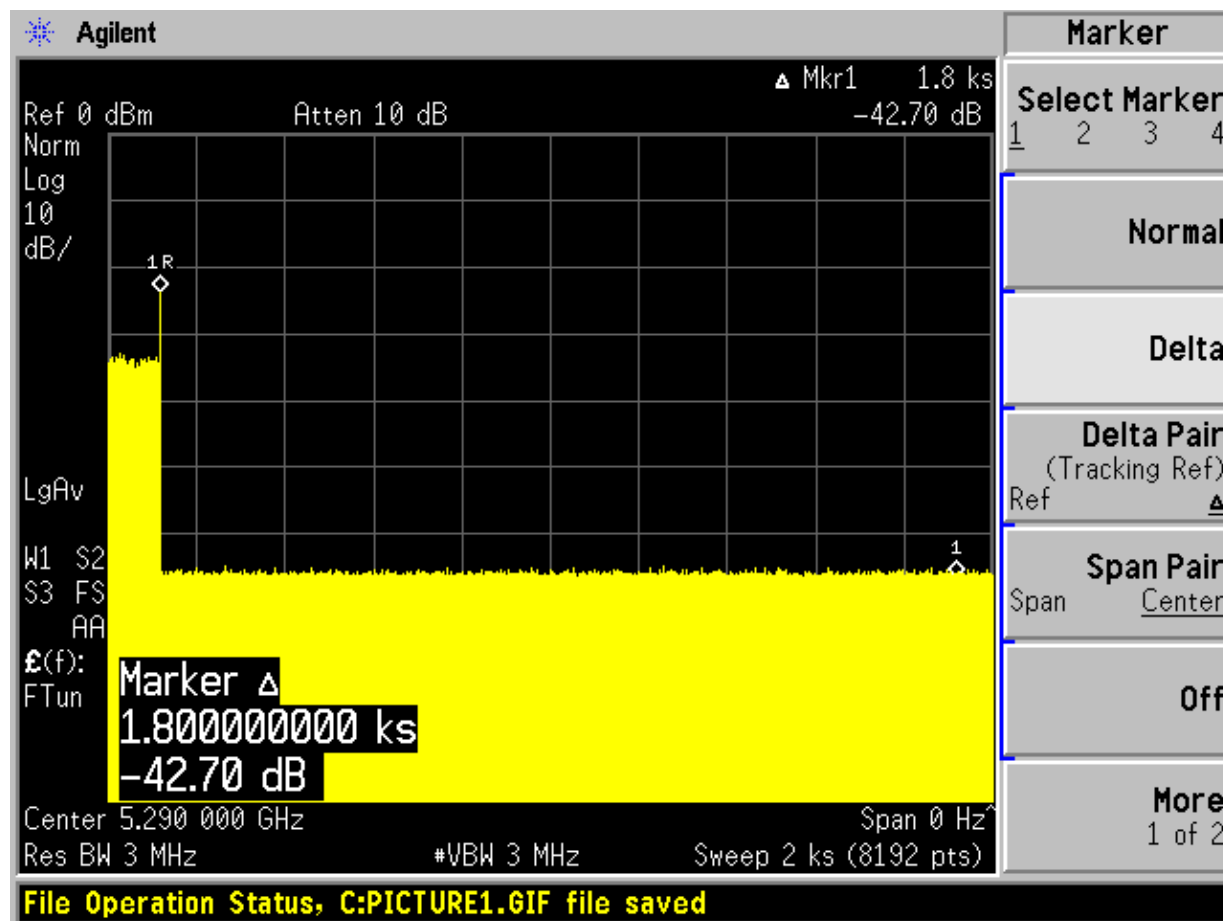 Agilent
Marker
Δ Mkr1 1.8 ks
Ref 0 dBm Atten 10 dB -42.70 dB
Norm
Log
10
dB/
1R
LgAv
1
W1 S2
S3 FS
AA
£(f):
FTun
Marker Δ
1.800000000 ks
-42.70 dB
Center 5.290 000 GHz Span 0 Hz^
Res BW 3 MHz #VBW 3 MHz Sweep 2 ks (8192 pts)
Select Marker
1 2 3 4
Normal
Delta
Delta Pair
(Tracking Ref)
Ref Δ
Span Pair
Span Center
Off
More
1 of 2
File Operation Status, C:PICTURE1.GIF file saved